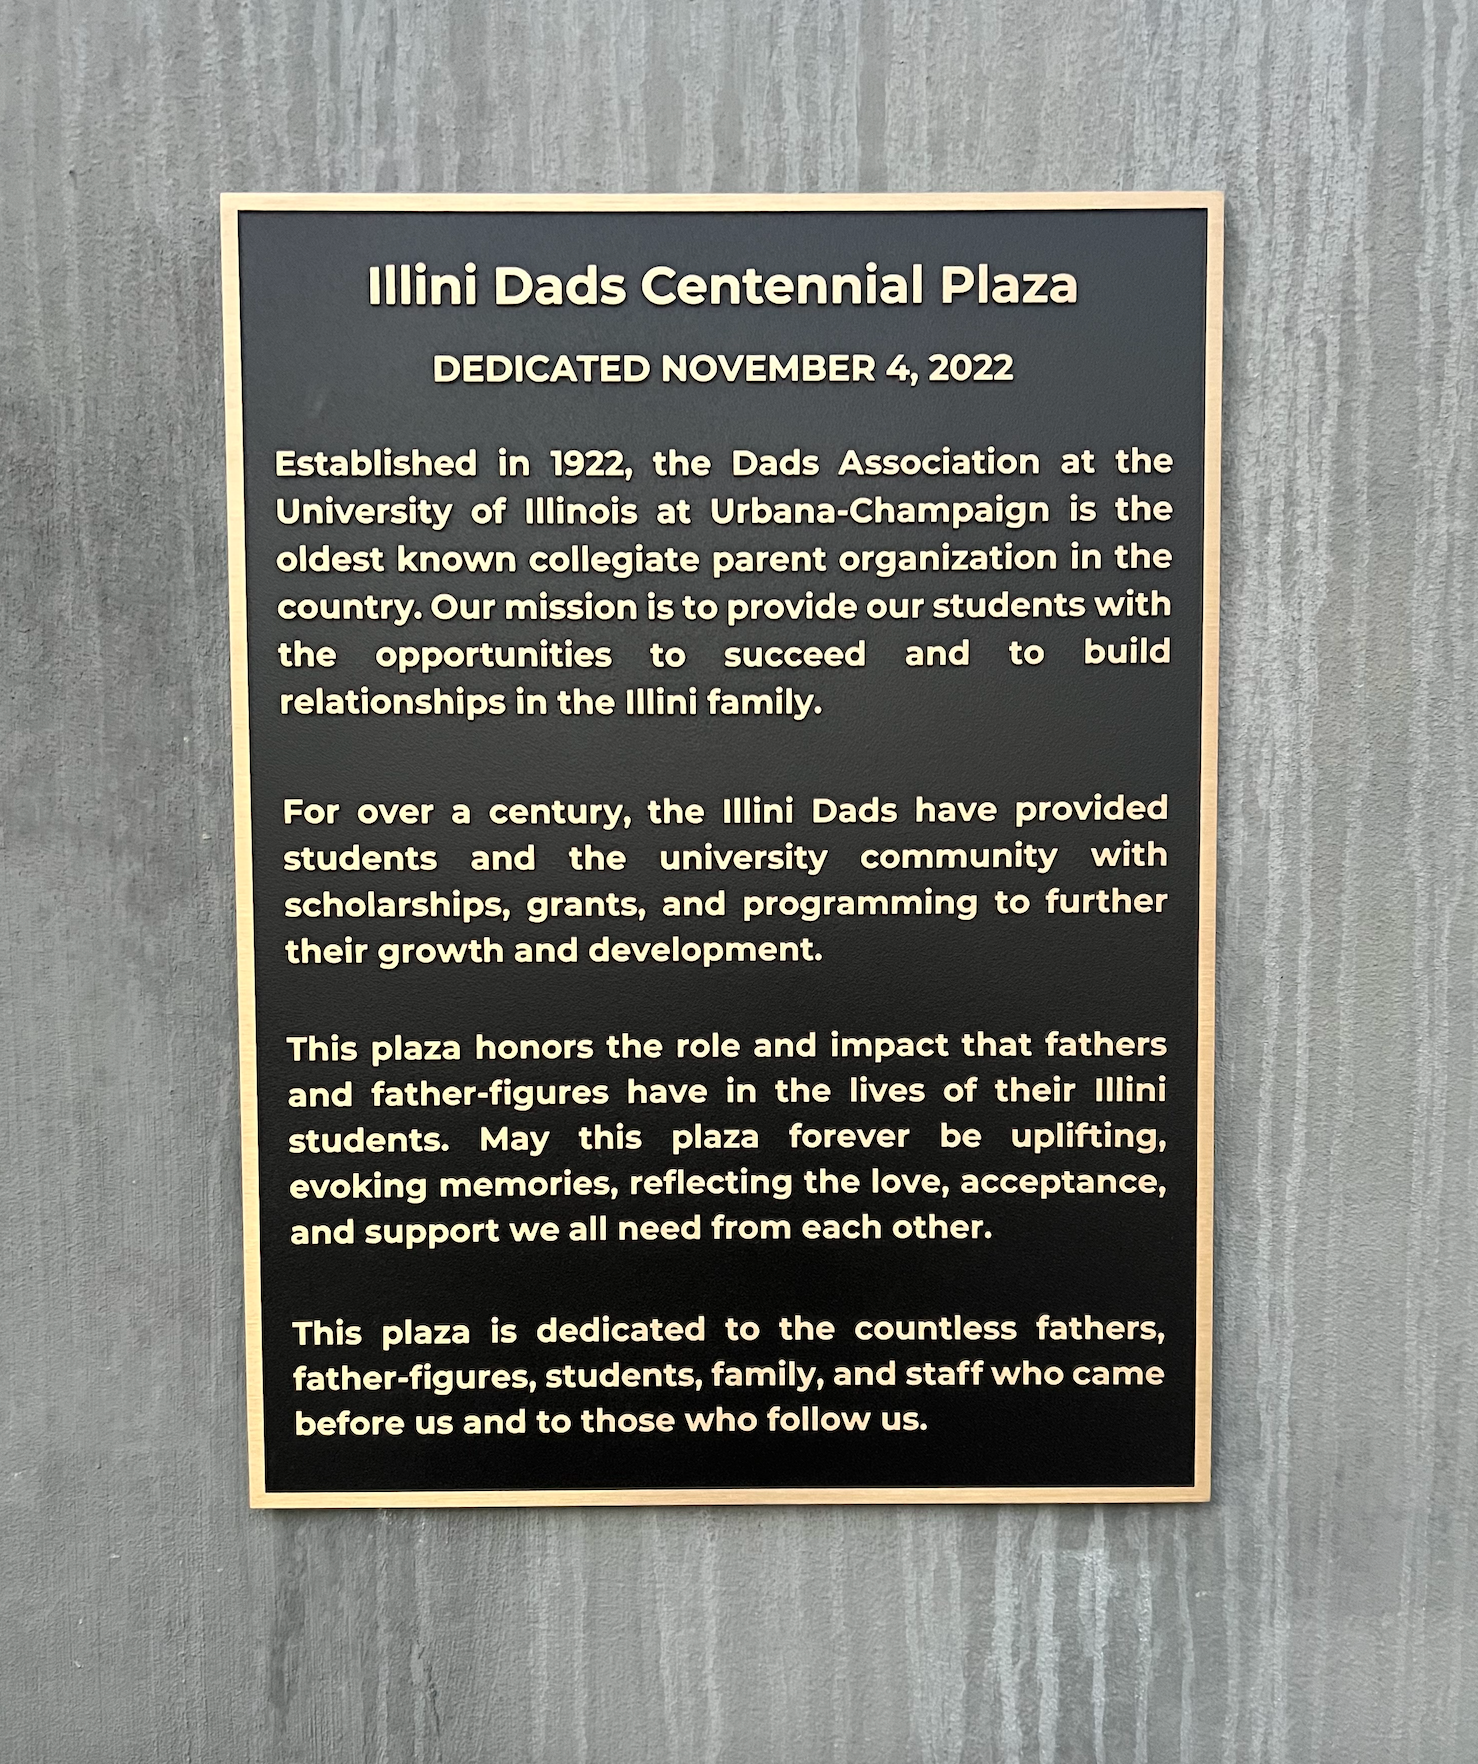 Illini Dads Centennial Plaza
DEDICATED NOVEMBER 4, 2022
Established in 1922, the Dads Association at the
University of Illinois at Urbana-Champaign is the
oldest known collegiate parent organization in the
country. Our mission is to provide our students with
the opportunities to succeed and to build
relationships in the Illini family.
For over a century, the Illini Dads have provided
students and the university community with
scholarships, grants, and programming to further
their growth and development.
This plaza honors the role and impact that fathers
and father-figures have in the lives of their Illini
students. May this plaza forever be uplifting,
evoking memories, reflecting the love, acceptance,
and support we all need from each other.
This plaza is dedicated to the countless fathers,
father-figures, students, family, and staff who came
before us and to those who follow us.